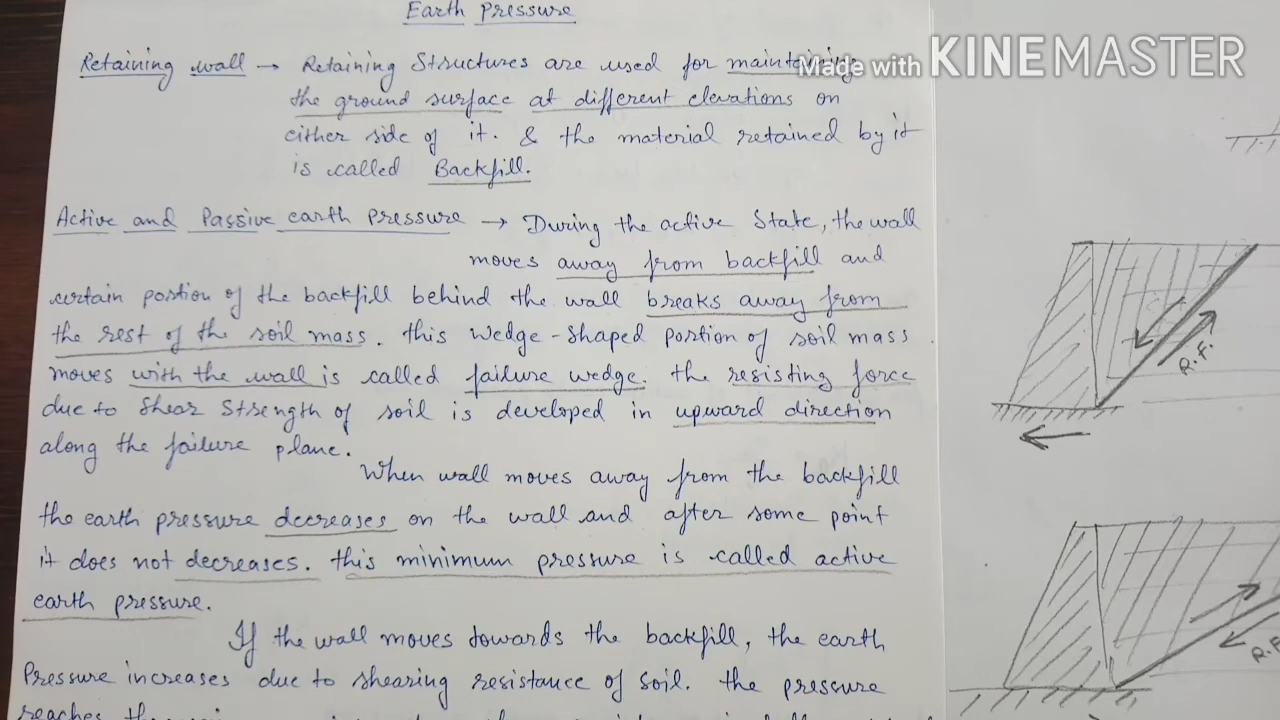 Earth Pressure
Made with KINEMASTER
Retaining wall → Retaining Structures are used for maintaining
the ground surface at different elevations on
either side of it. & the material retained by it
is called Backfill.
Active and Passive earth pressure → During the active State, the wall
moves away from backfill and
certain portion of the backfill behind the wall breaks away from
the rest of the soil mass. this wedge-shaped portion of soil mass
moves with the wall is called failure wedge. the resisting force
due to shear strength of soil is developed in upward direction
along the failure plane.
When wall moves away from the backfill
the earth pressure decreases on the wall and after some point
it does not decreases. this minimum pressure is called active
earth pressure.
If the wall moves towards the backfill, the earth
Pressure increases due to shearing resistance of soil. the pressure
reaches the
R.F.
R.F.